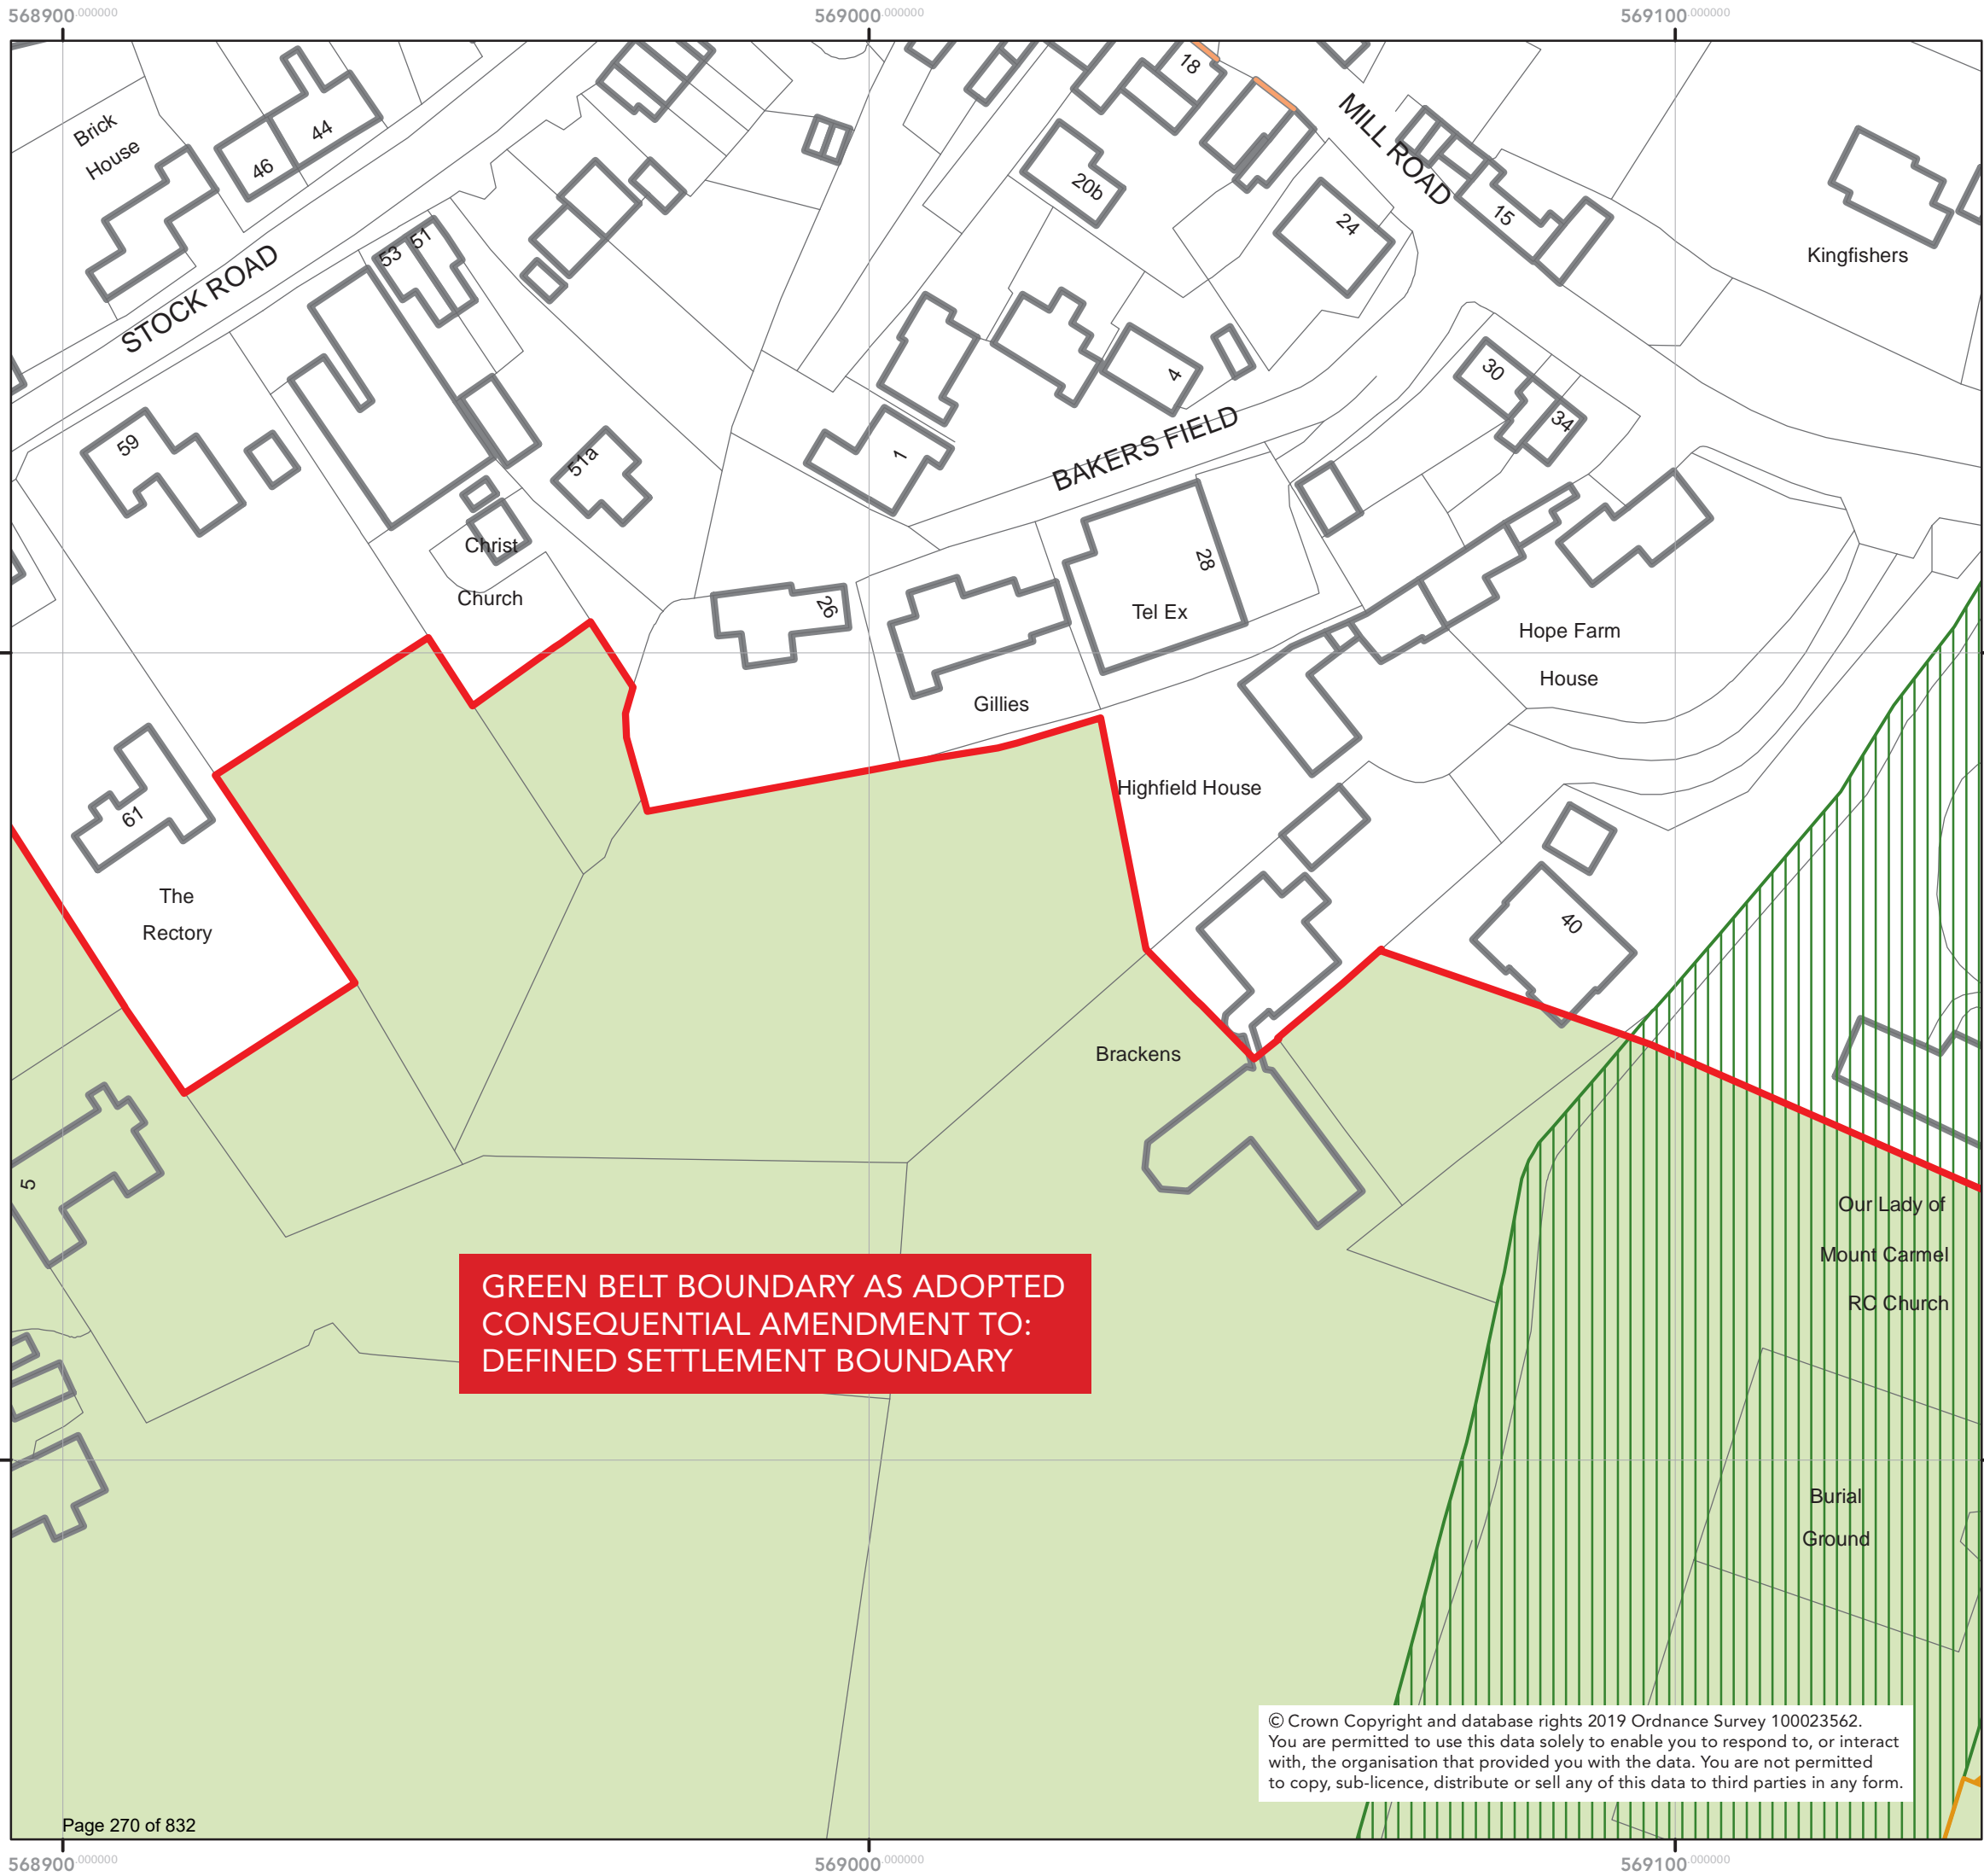 568900.000000
569000.000000
569100.000000
18
MILL ROAD
Brick
House
44
46
20b
24
15
Kingfishers
STOCK ROAD
53
51
4
30
34
59
51a
1
BAKERS FIELD
28
Christ
Church
26
Tel Ex
Hope Farm
House
Gillies
Highfield House
61
The
Rectory
40
Brackens
5
Our Lady of
Mount Carmel
RC Church
GREEN BELT BOUNDARY AS ADOPTED
CONSEQUENTIAL AMENDMENT TO:
DEFINED SETTLEMENT BOUNDARY
Burial
Ground
© Crown Copyright and database rights 2019 Ordnance Survey 100023562.
You are permitted to use this data solely to enable you to respond to, or interact
with, the organisation that provided you with the data. You are not permitted
to copy, sub-licence, distribute or sell any of this data to third parties in any form.
Page 270 of 832
568900.000000
569000.000000
569100.000000